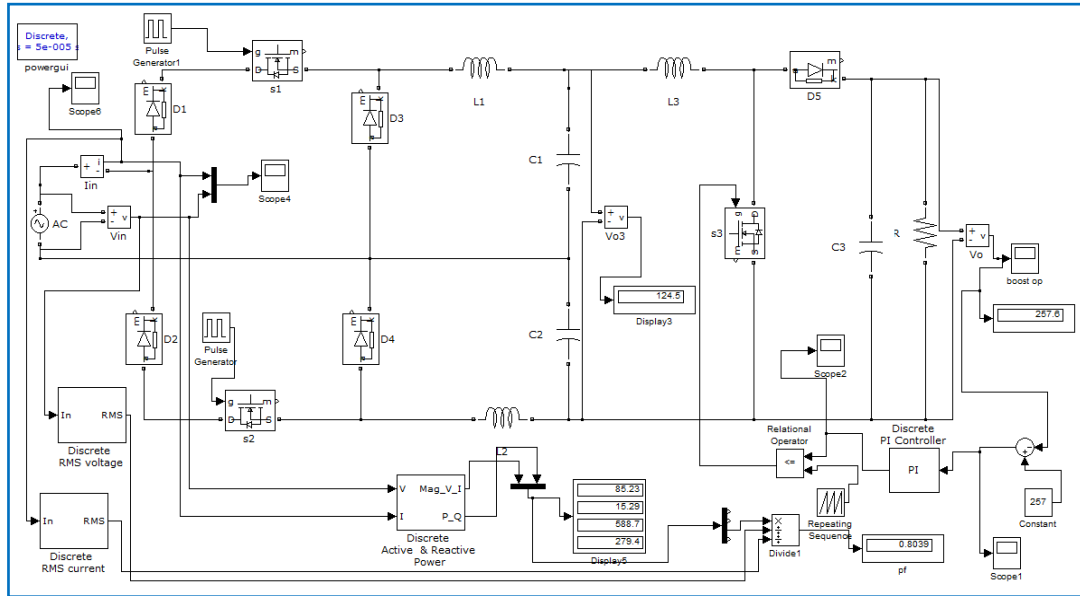 Discrete,
s = 5e-005 s
powergui
Pulse
Generator1
g
m
D
S
s1
Scope6
E
D1
D3
L1
L3
m
k
D5
i
+
-
Iin
Scope4
AC
+
-
v
Vin
C1
+
-
v
Vo3
s3
C3
R
+
-
v
Vo
boost op
124.5
Display3
257.6
E
D2
Pulse
Generator
E
D4
C2
g
m
D
S
s2
Scope2
In
RMS
Discrete
RMS voltage
L2
Relational
Operator
<=
Discrete
PI Controller
PI
V
I
Mag_V_I
P_Q
Discrete
Active & Reactive
Power
85.23
15.29
588.7
279.4
Display5
Repeating
Sequence
257
Constant
In
RMS
Discrete
RMS current
×
÷
÷
Divide1
0.8039
pf
Scope1